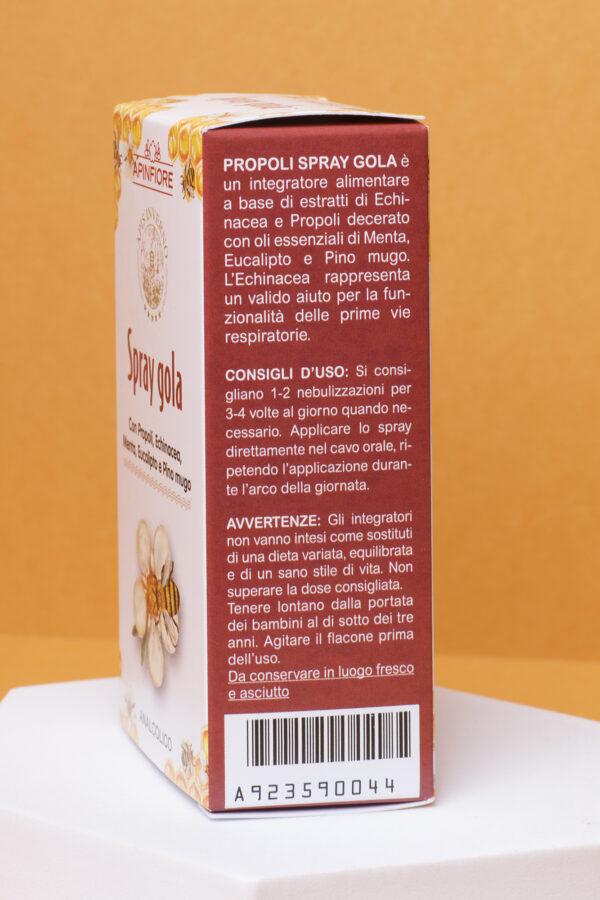 Spray gola
APINFIORE
Spray gola
Con Propoli, Echinacea,
Menta, Eucalipto e Pino mugo
ANALCOLICO
PROPOLI SPRAY GOLA è
un integratore alimentare
a base di estratti di Echi-
nacea e Propoli decerato
con oli essenziali di Menta,
Eucalipto e Pino mugo.
L'Echinacea rappresenta
un valido aiuto per la fun-
zionalità delle prime vie
respiratorie.
CONSIGLI D'USO: Si consi-
gliano 1-2 nebulizzazioni per
3-4 volte al giorno quando ne-
cessario. Applicare lo spray
direttamente nel cavo orale, ri-
petendo l'applicazione duran-
te l'arco della giornata.
AVVERTENZE: Gli integratori
non vanno intesi come sostituti
di una dieta variata, equilibrata
e di un sano stile di vita. Non
superare la dose consigliata.
Tenere lontano dalla portata
dei bambini al di sotto dei tre
anni. Agitare il flacone prima
dell'uso.
Da conservare in luogo fresco
e asciutto
A923590044